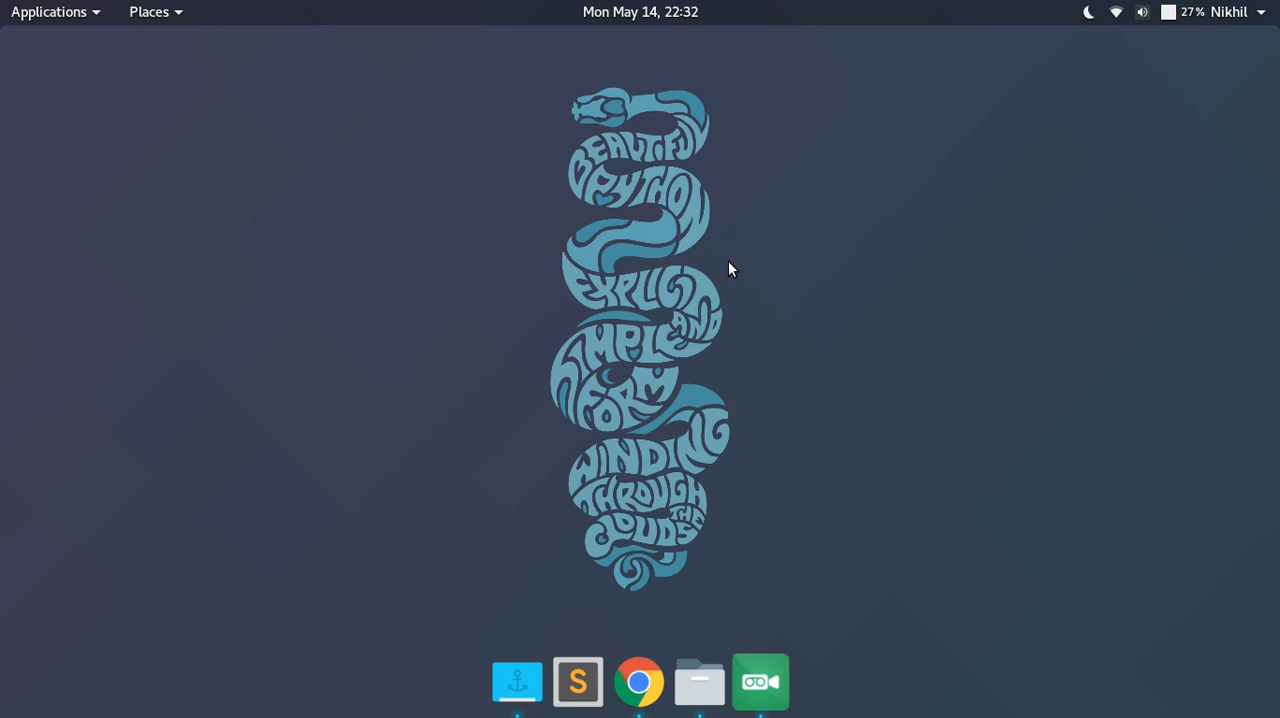 Applications Places Mon May 14, 22:32 27% Nikhil
BEAUTIFUL
PYTHON
EXPLICIT
AND
SIMPLE
FORM
WINDING
THROUGH
THE
CLOUDS
S